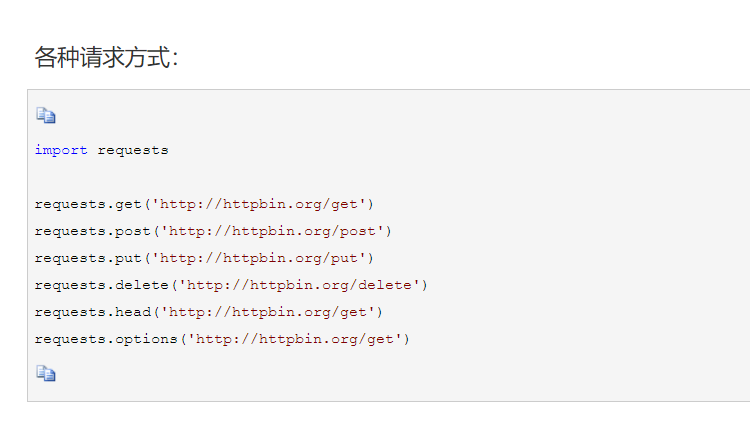 各种请求方式：
import requests
requests.get('http://httpbin.org/get')
requests.post('http://httpbin.org/post')
requests.put('http://httpbin.org/put')
requests.delete('http://httpbin.org/delete')
requests.head('http://httpbin.org/get')
requests.options('http://httpbin.org/get')